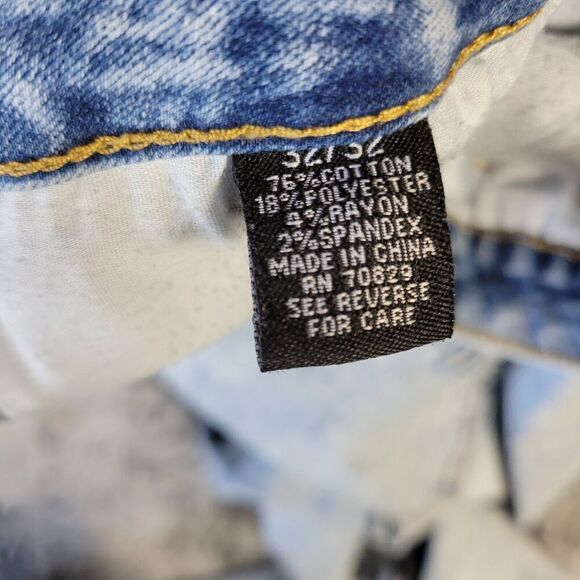 32/32
76%COTTON
18%POLYESTER
4%RAYON
2%SPANDEX
MADE IN CHINA
RN 70829
SEE REVERSE
FOR CARE